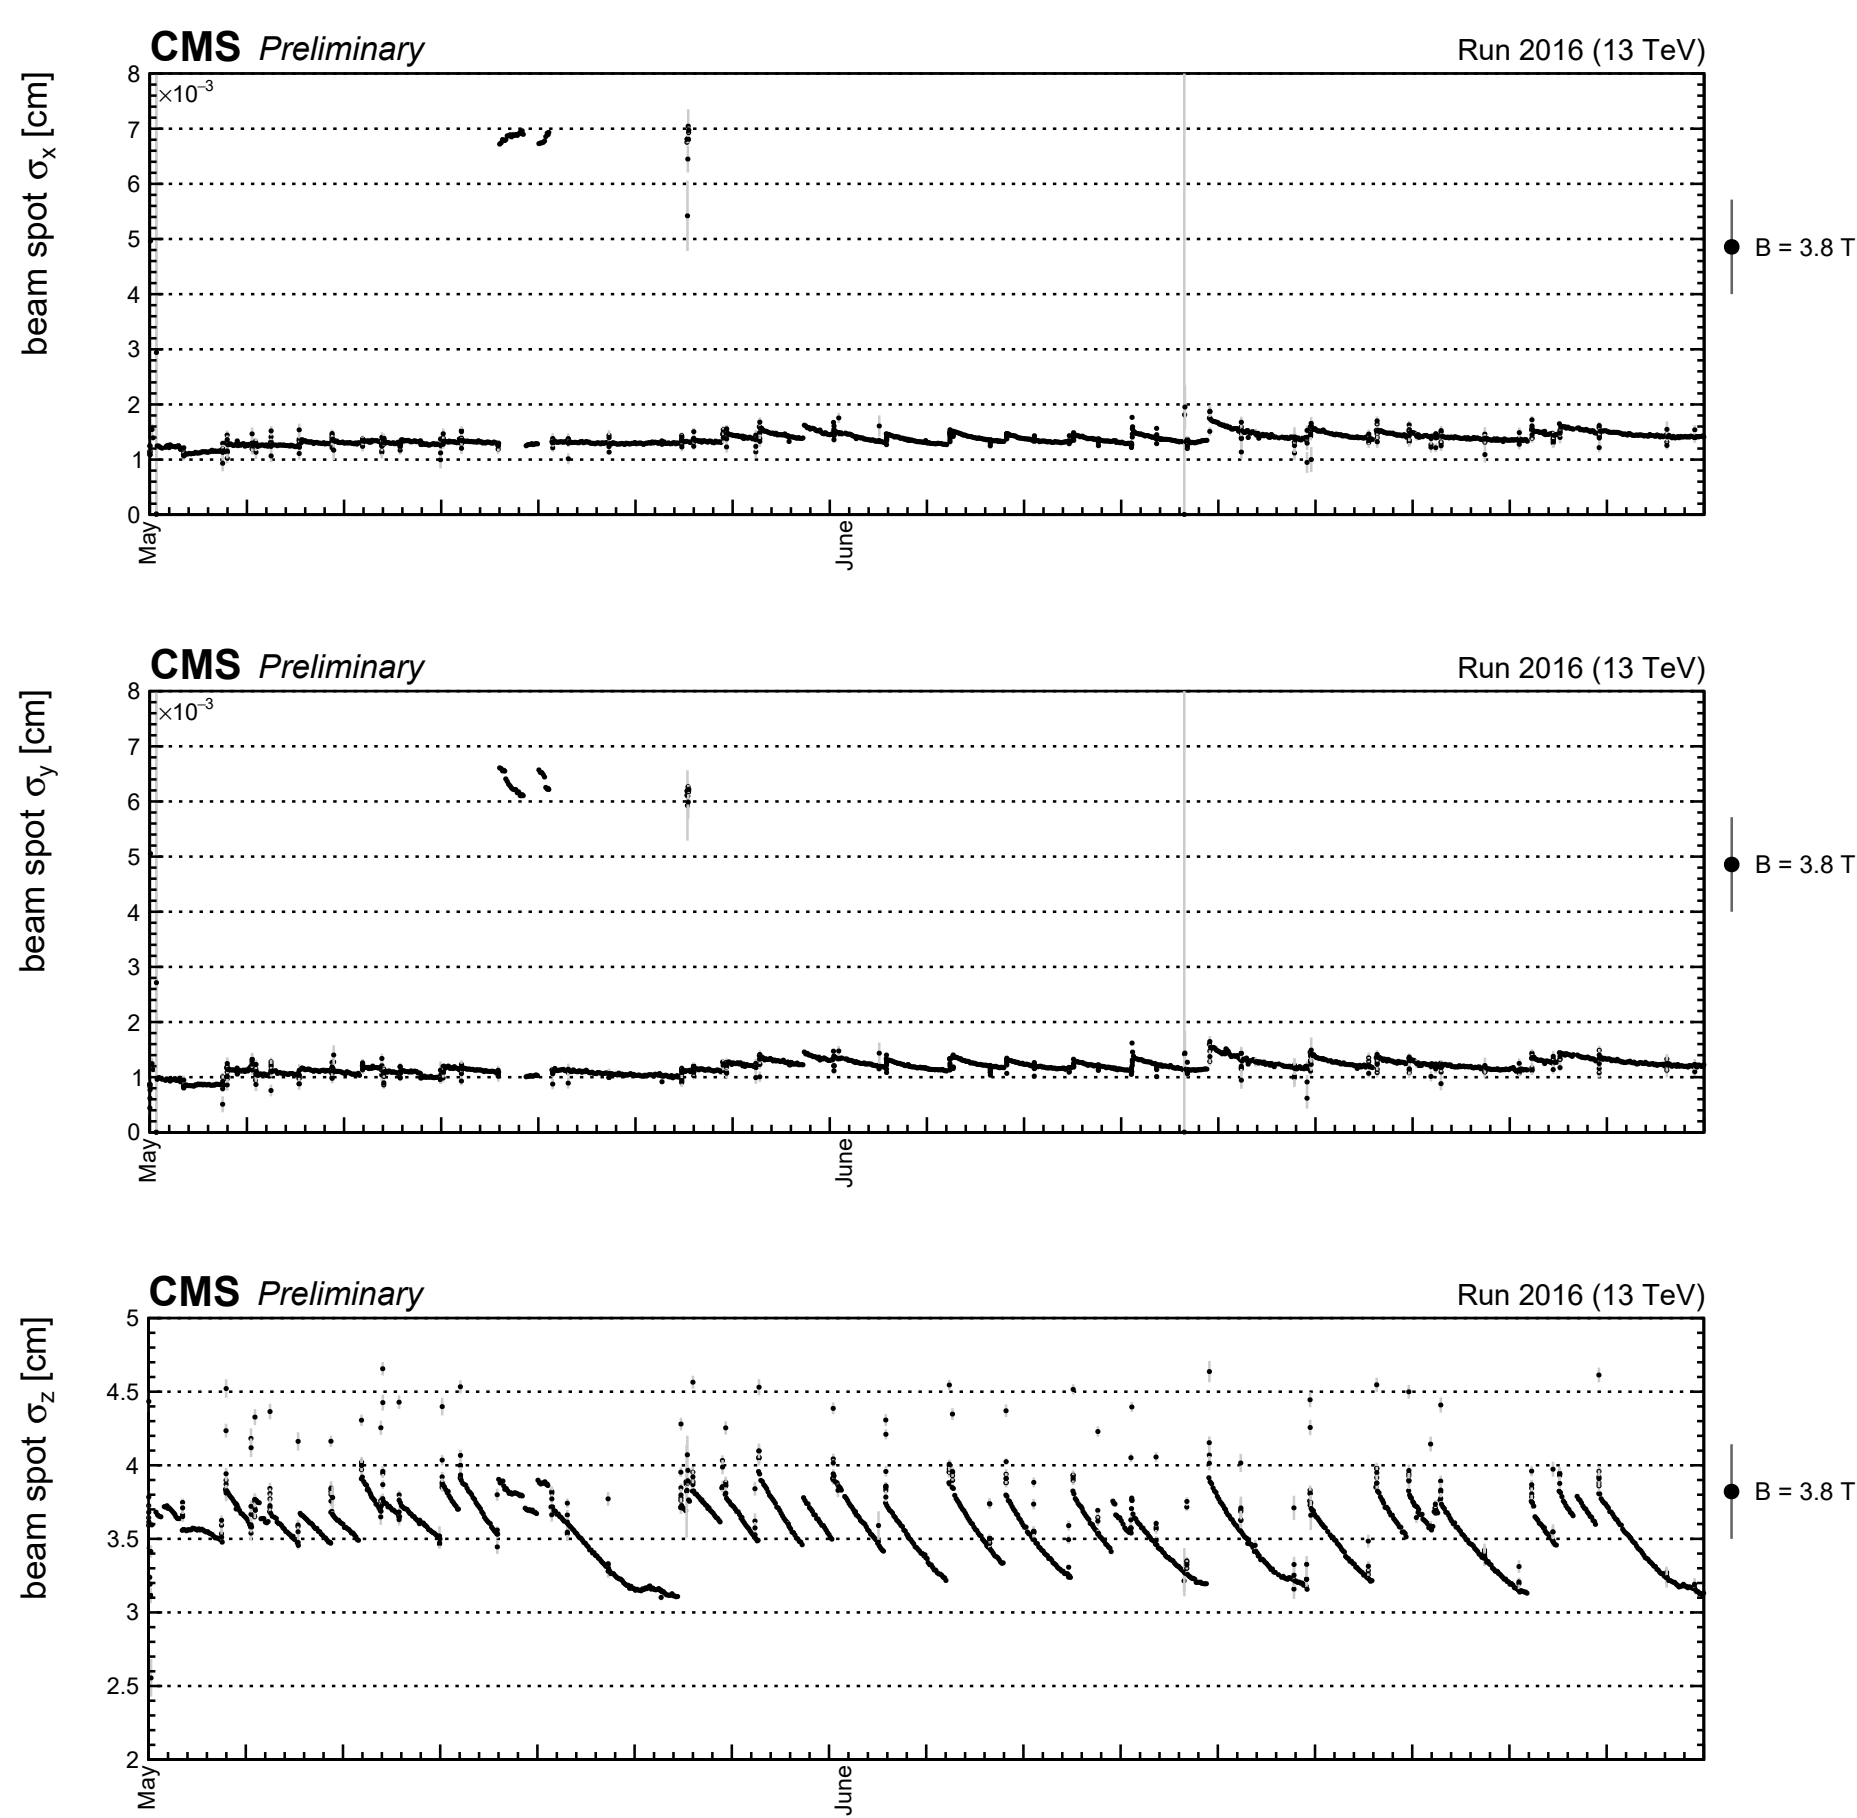 CMS Preliminary Run 2016 (13 TeV)
beam spot σx [cm]
×10⁻³
8
7
6
5
4
3
2
1
0
May June
B = 3.8 T
CMS Preliminary Run 2016 (13 TeV)
beam spot σy [cm]
×10⁻³
8
7
6
5
4
3
2
1
0
May June
B = 3.8 T
CMS Preliminary Run 2016 (13 TeV)
beam spot σz [cm]
5
4.5
4
3.5
3
2.5
2
May June
B = 3.8 T